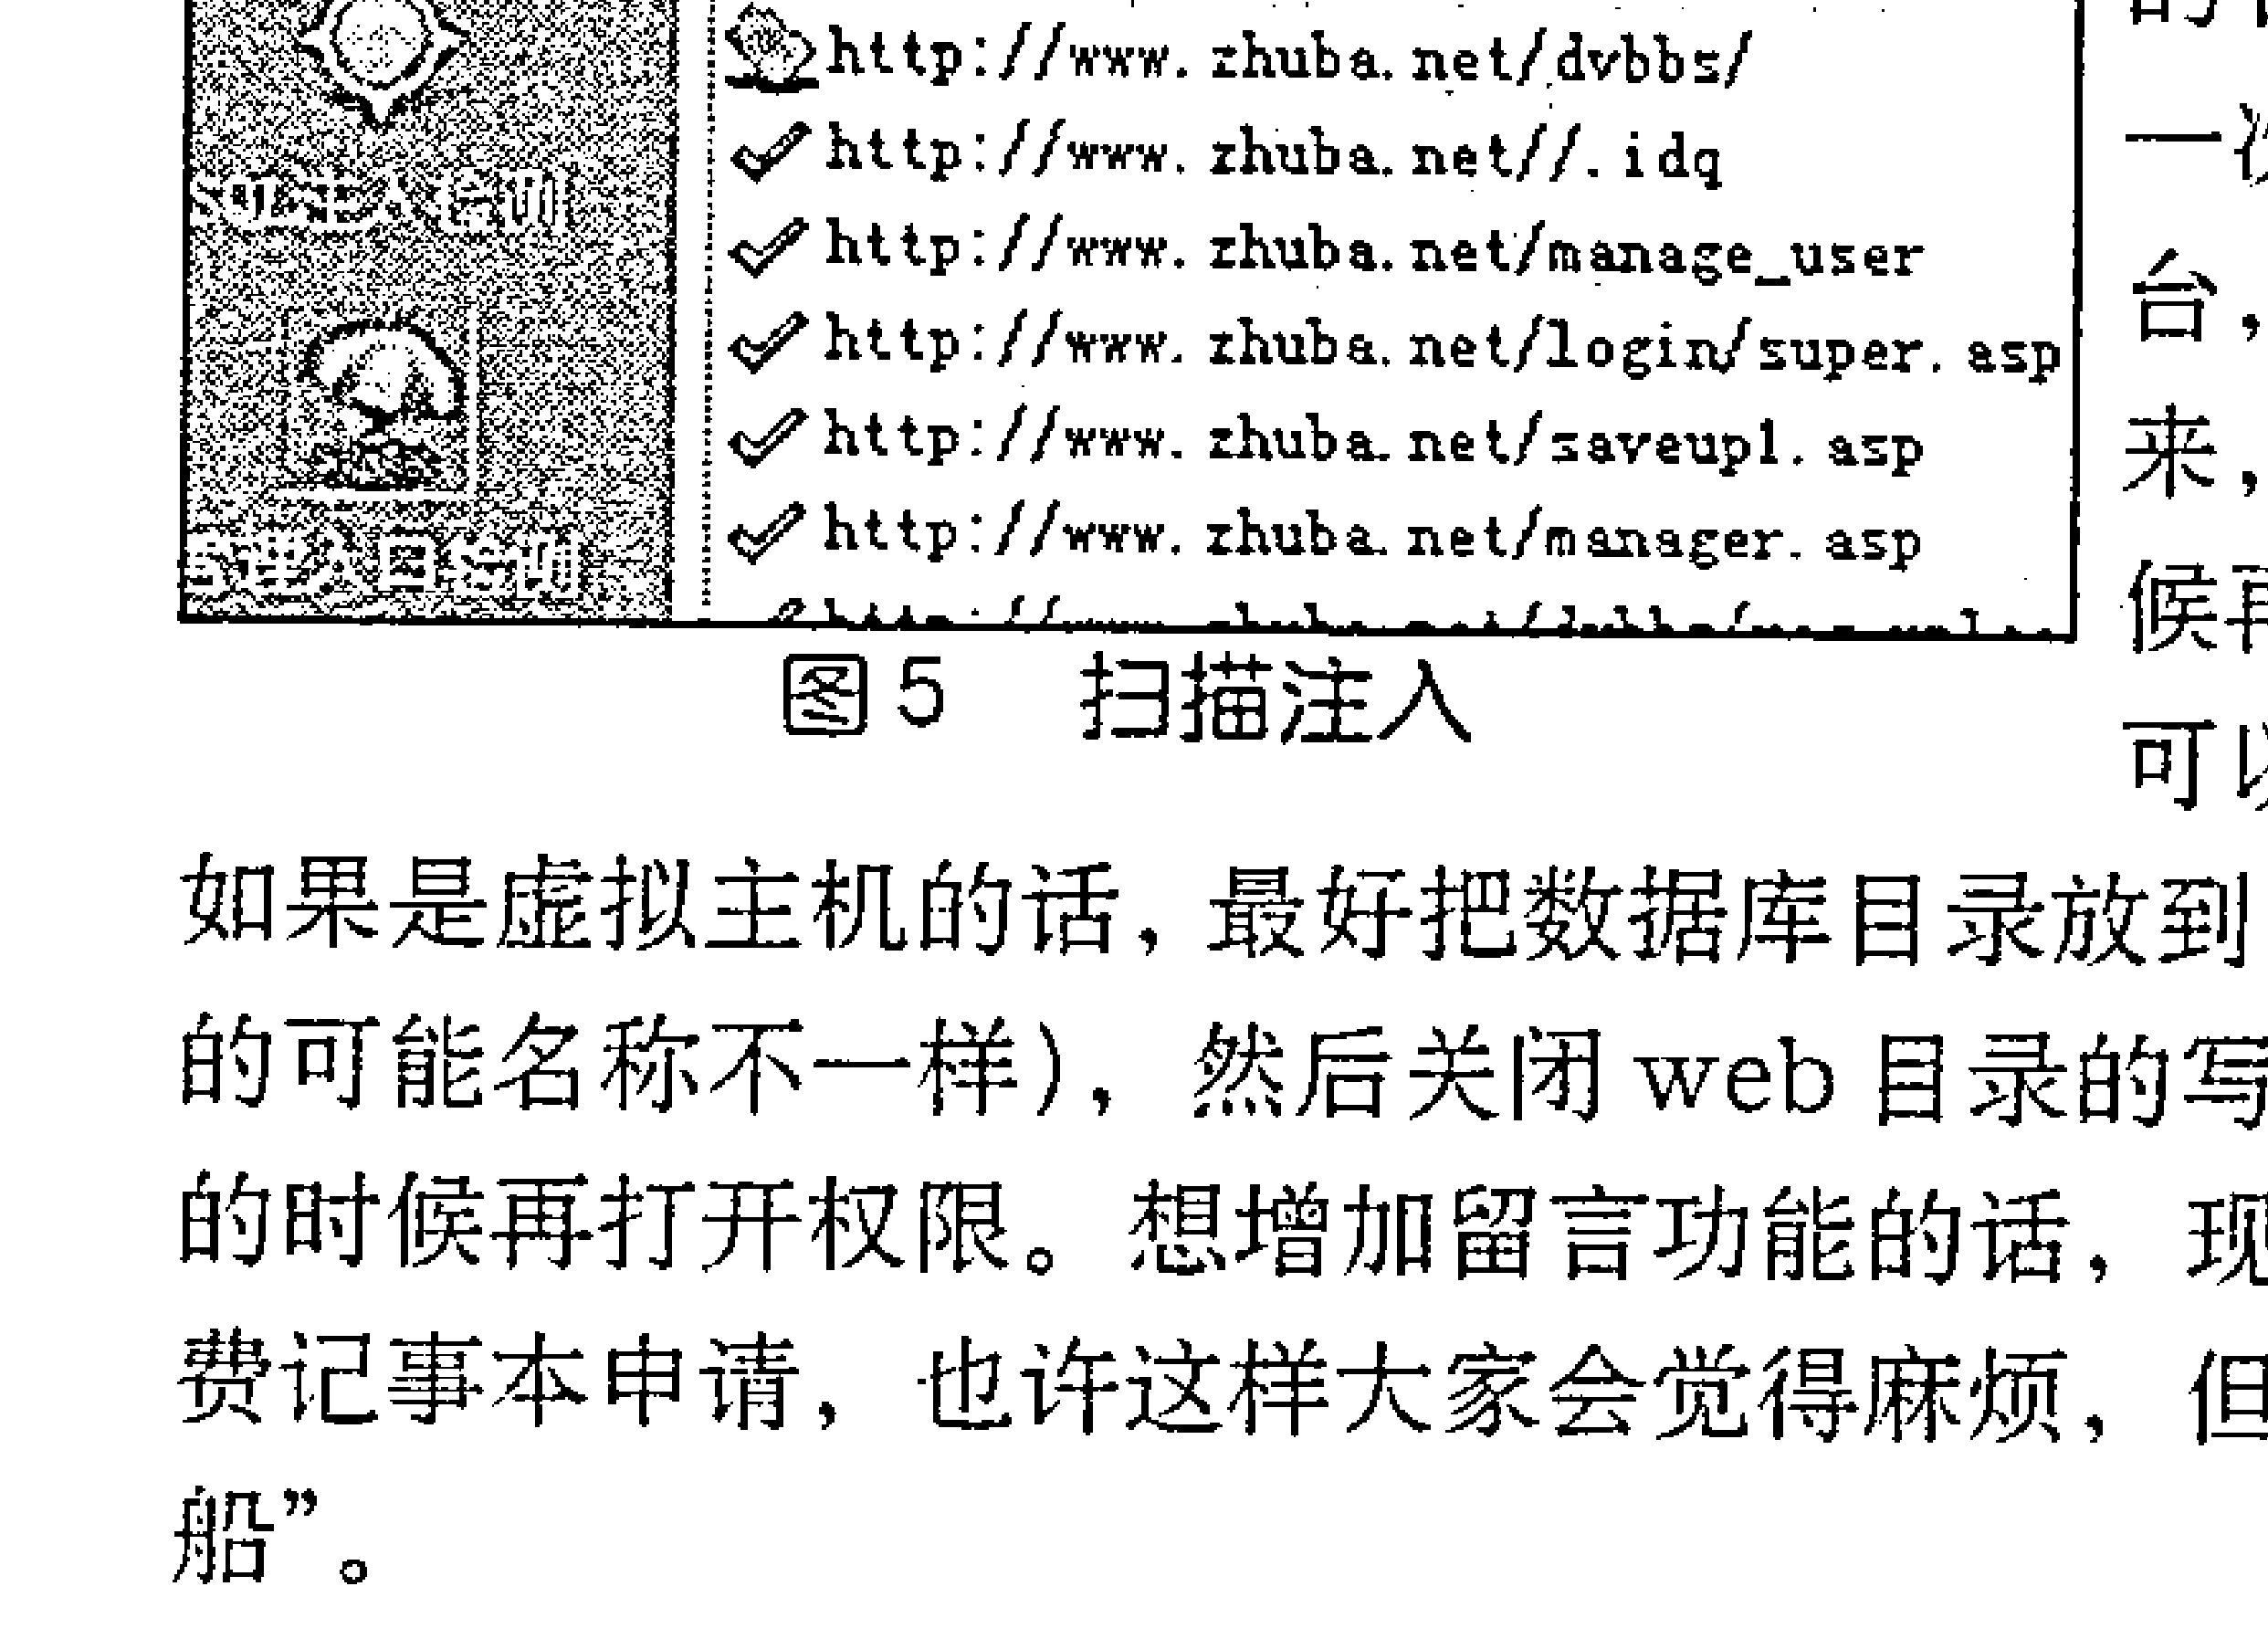 http://www.zhuba.net/dvbbs/
http://www.zhuba.net//.idq
http://www.zhuba.net/manage_user
http://www.zhuba.net/login/super.asp
http://www.zhuba.net/saveup1.asp
http://www.zhuba.net/manager.asp
图5 扫描注入
一
台，
来，
候再
可以
如果是虚拟主机的话，最好把数据库目录放到
的可能名称不一样），然后关闭 web 目录的写
的时候再打开权限。想增加留言功能的话，现
费记事本申请，也许这样大家会觉得麻烦，但
船”。